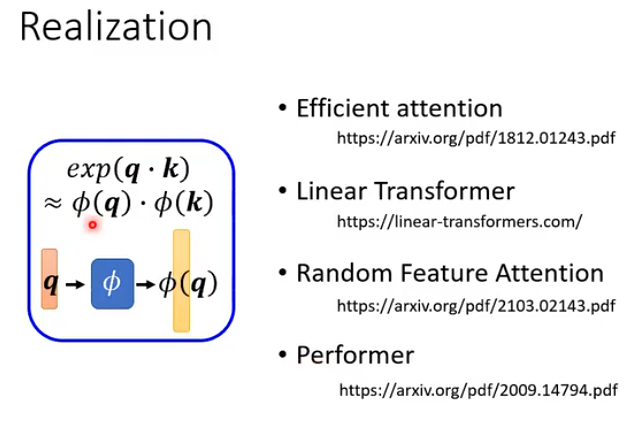 Realization
exp(q · k)
≈ ϕ(q) · ϕ(k)
q → ϕ → ϕ(q)
• Efficient attention
https://arxiv.org/pdf/1812.01243.pdf
• Linear Transformer
https://linear-transformers.com/
• Random Feature Attention
https://arxiv.org/pdf/2103.02143.pdf
• Performer
https://arxiv.org/pdf/2009.14794.pdf